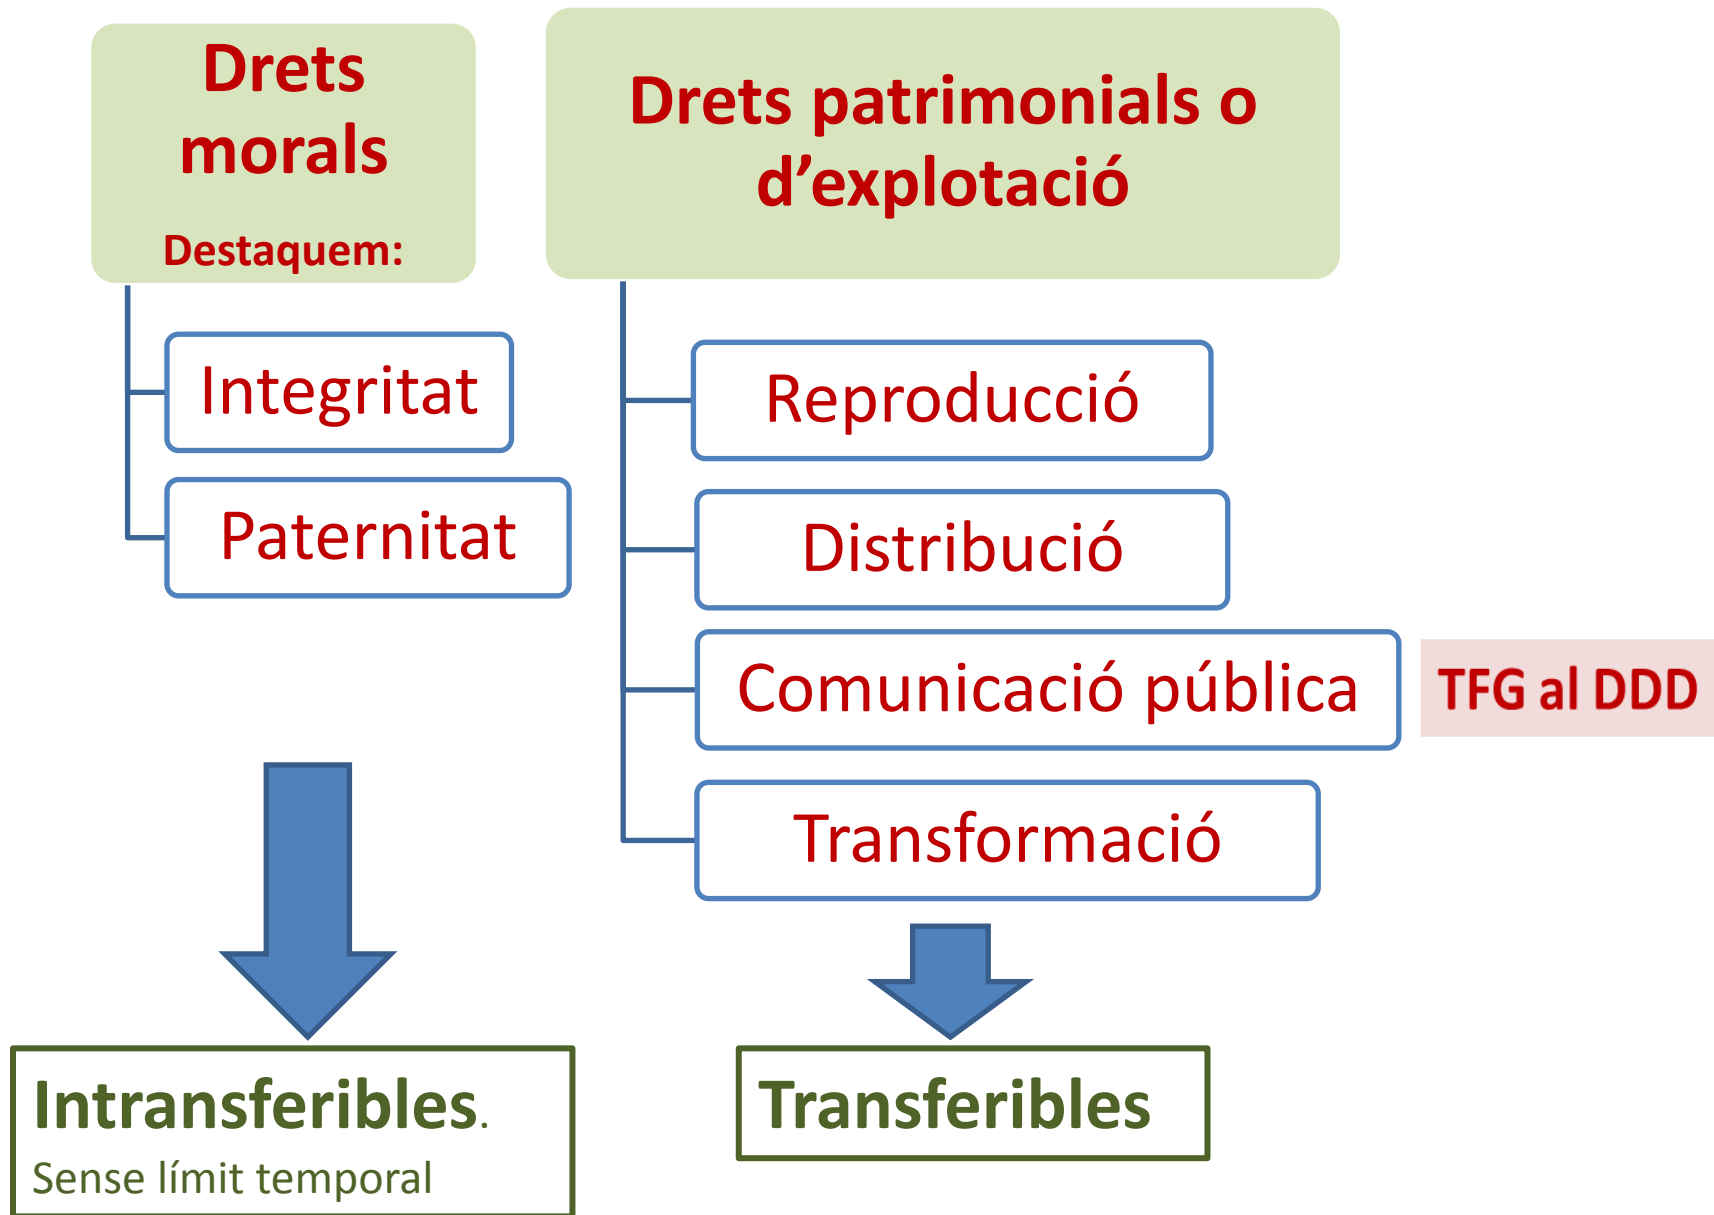 Drets
morals
Destaquem:
Integritat
Paternitat
Intransferibles.
Sense límit temporal
Drets patrimonials o
d’explotació
Reproducció
Distribució
Comunicació pública
TFG al DDD
Transformació
Transferibles